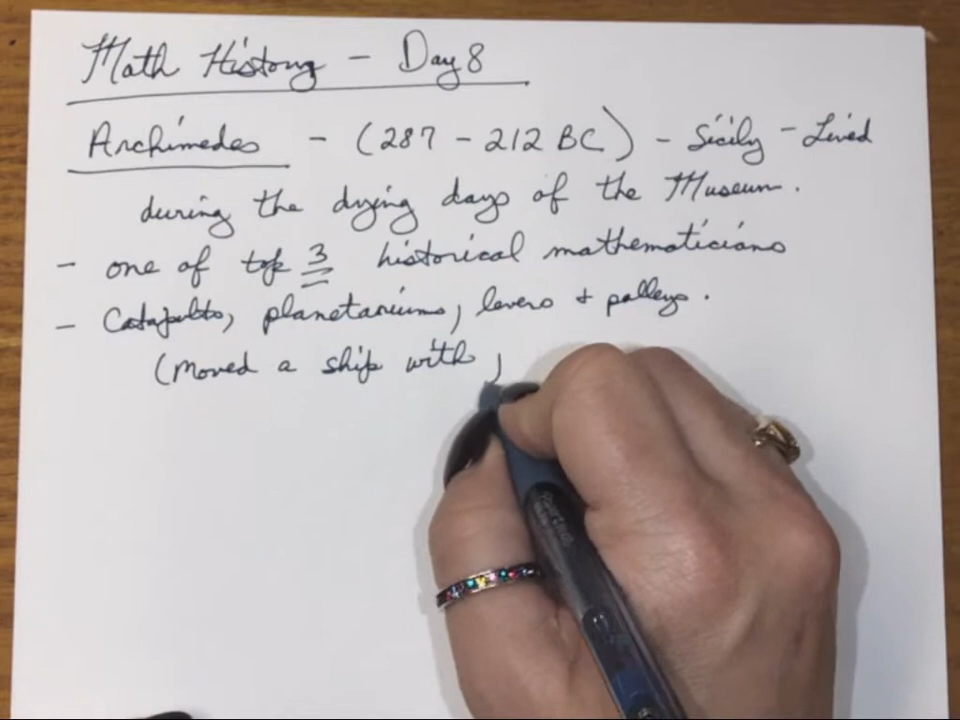 Math History - Day 8
Archimedes - (287 - 212 BC) - Sicily - Lived
during the dying days of the Museum.
- one of top 3 historical mathematicians
- Catapults, planetariums, levers + pulleys.
(moved a ship with